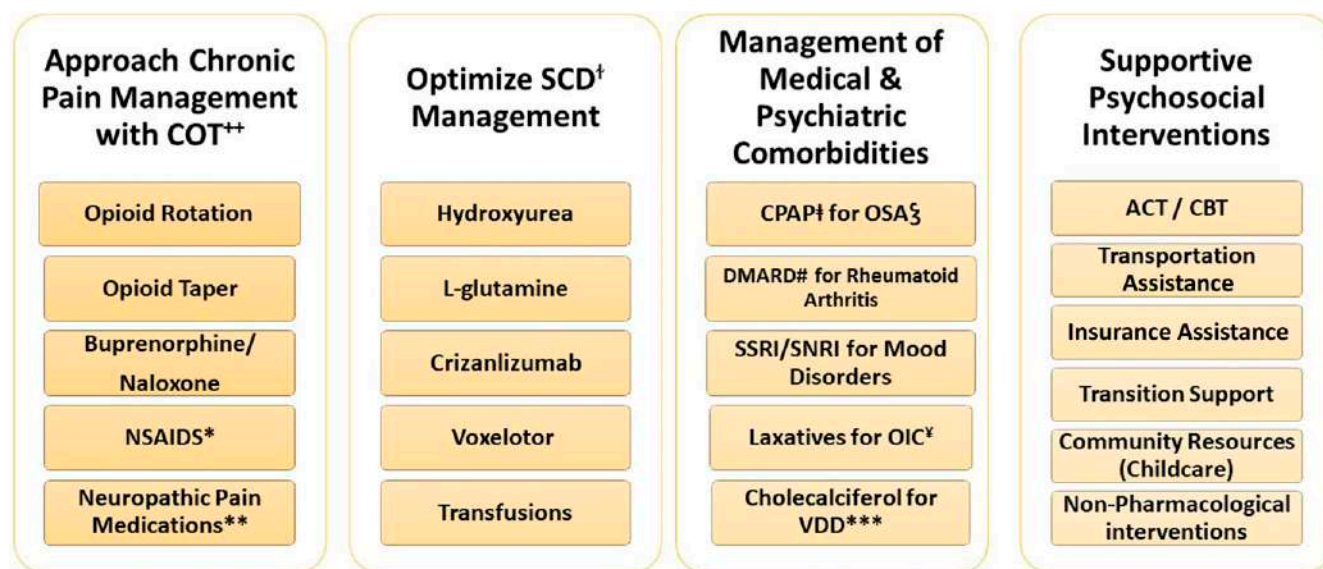 Approach Chronic
Pain Management
with COT⁺⁺
Opioid Rotation
Opioid Taper
Buprenorphine/
Naloxone
NSAIDS*
Neuropathic Pain
Medications**
Optimize SCDƗ
Management
Hydroxyurea
L-glutamine
Crizanlizumab
Voxelotor
Transfusions
Management of
Medical &
Psychiatric
Comorbidities
CPAPǂ for OSA§
DMARD# for Rheumatoid
Arthritis
SSRI/SNRI for Mood
Disorders
Laxatives for OIC¥
Cholecalciferol for
VDD***
Supportive
Psychosocial
Interventions
ACT / CBT
Transportation
Assistance
Insurance Assistance
Transition Support
Community Resources
(Childcare)
Non-Pharmacological
interventions